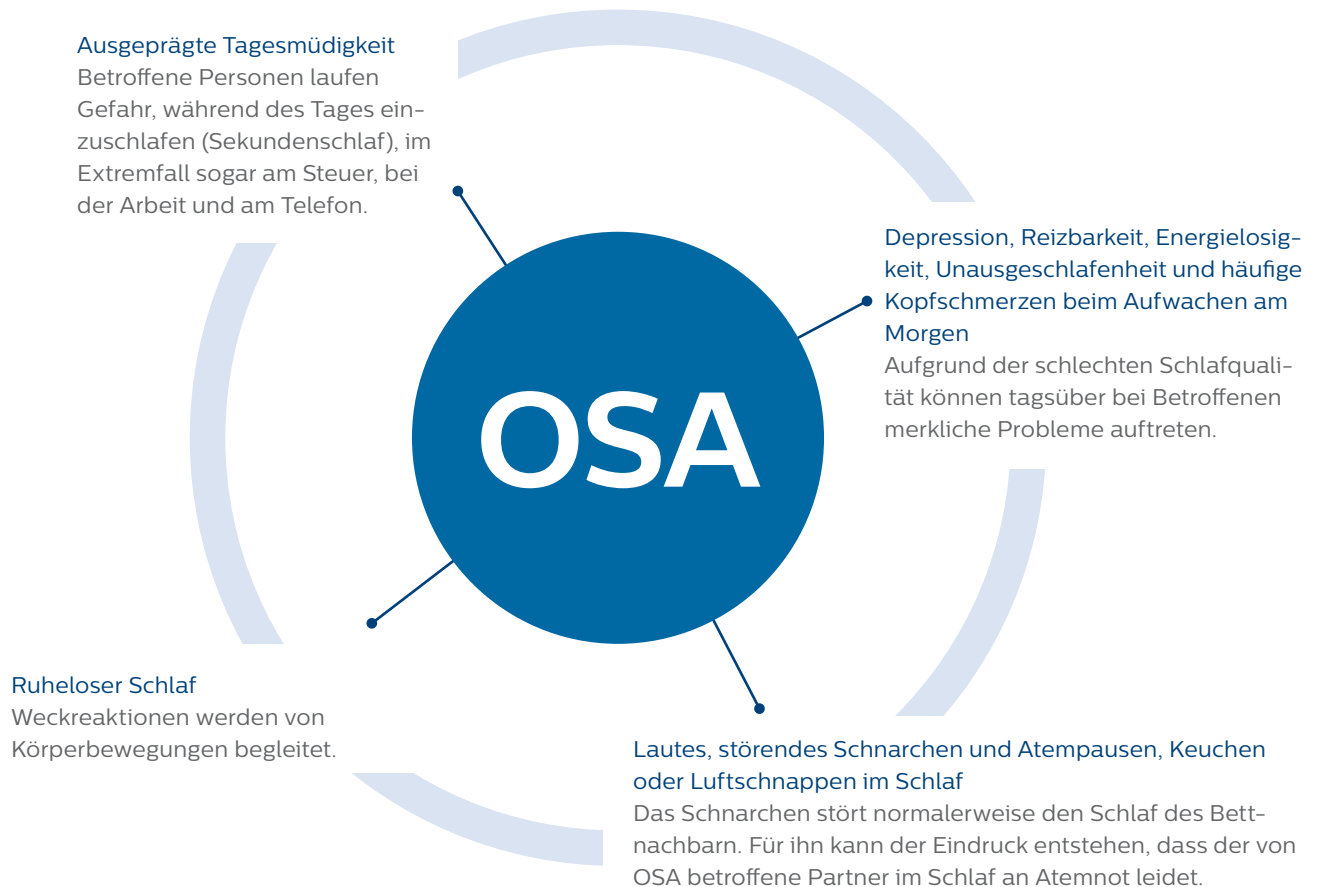 Ausgeprägte Tagesmüdigkeit
Betroffene Personen laufen
Gefahr, während des Tages ein-
zuschlafen (Sekundenschlaf), im
Extremfall sogar am Steuer, bei
der Arbeit und am Telefon.
Depression, Reizbarkeit, Energielosig-
keit, Unausgeschlafenheit und häufige
Kopfschmerzen beim Aufwachen am
Morgen
Aufgrund der schlechten Schlafquali-
tät können tagsüber bei Betroffenen
merkliche Probleme auftreten.
OSA
Ruheloser Schlaf
Weckreaktionen werden von
Körperbewegungen begleitet.
Lautes, störendes Schnarchen und Atempausen, Keuchen
oder Luftschnappen im Schlaf
Das Schnarchen stört normalerweise den Schlaf des Bett-
nachbarn. Für ihn kann der Eindruck entstehen, dass der von
OSA betroffene Partner im Schlaf an Atemnot leidet.